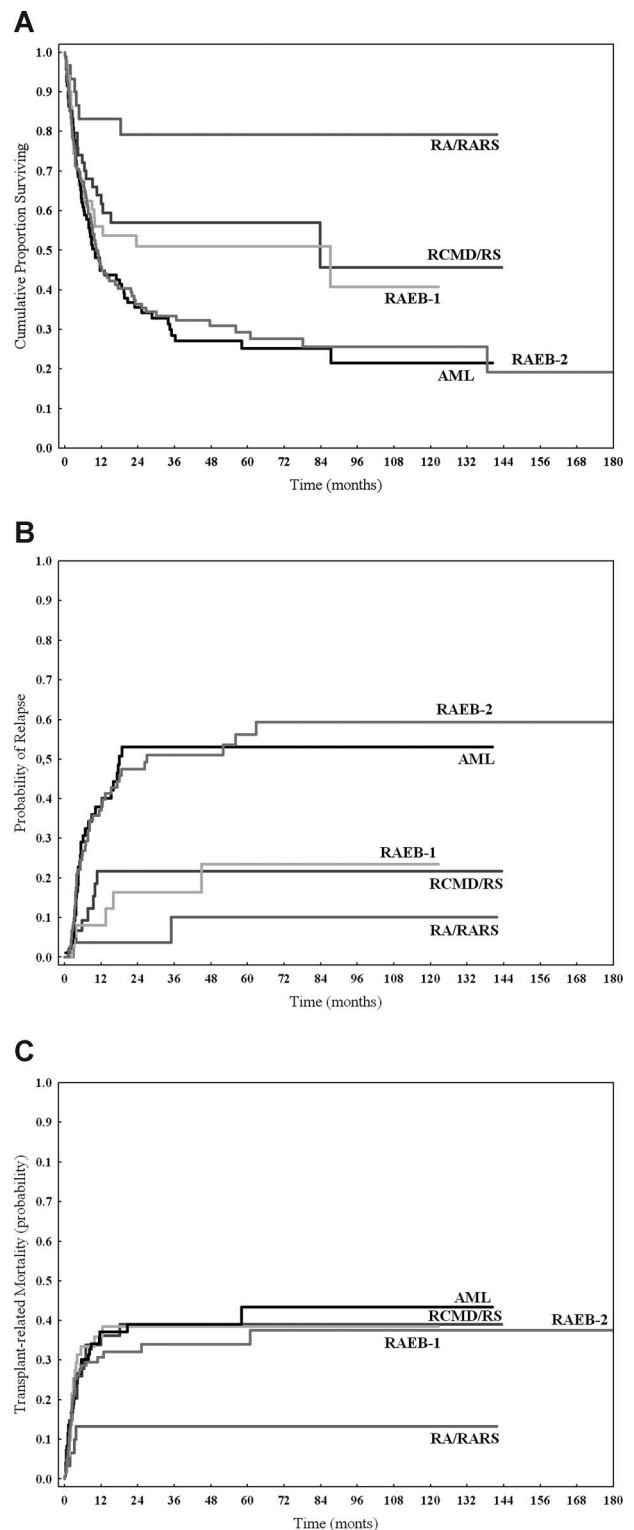 A
1.0
0.9
0.8
0.7
0.6
0.5
0.4
0.3
0.2
0.1
0.0
Cumulative Proportion Surviving
RA/RARS
RCMD/RS
RAEB-1
RAEB-2
AML
0 12 24 36 48 60 72 84 96 108 120 132 144 156 168 180
Time (months)
B
1.0
0.9
0.8
0.7
0.6
0.5
0.4
0.3
0.2
0.1
0.0
Probability of Relapse
RAEB-2
AML
RAEB-1
RCMD/RS
RA/RARS
0 12 24 36 48 60 72 84 96 108 120 132 144 156 168 180
Time (months)
C
1.0
0.9
0.1
0.7
0.6
0.5
0.4
0.3
0.2
0.1
0.0
Transplant-related Mortality (probability)
AML
RCMD/RS
RAEB-2
RAEB-1
RA/RARS
0 12 24 36 48 60 72 84 96 108 120 132 144 156 168 180
Time (monts)